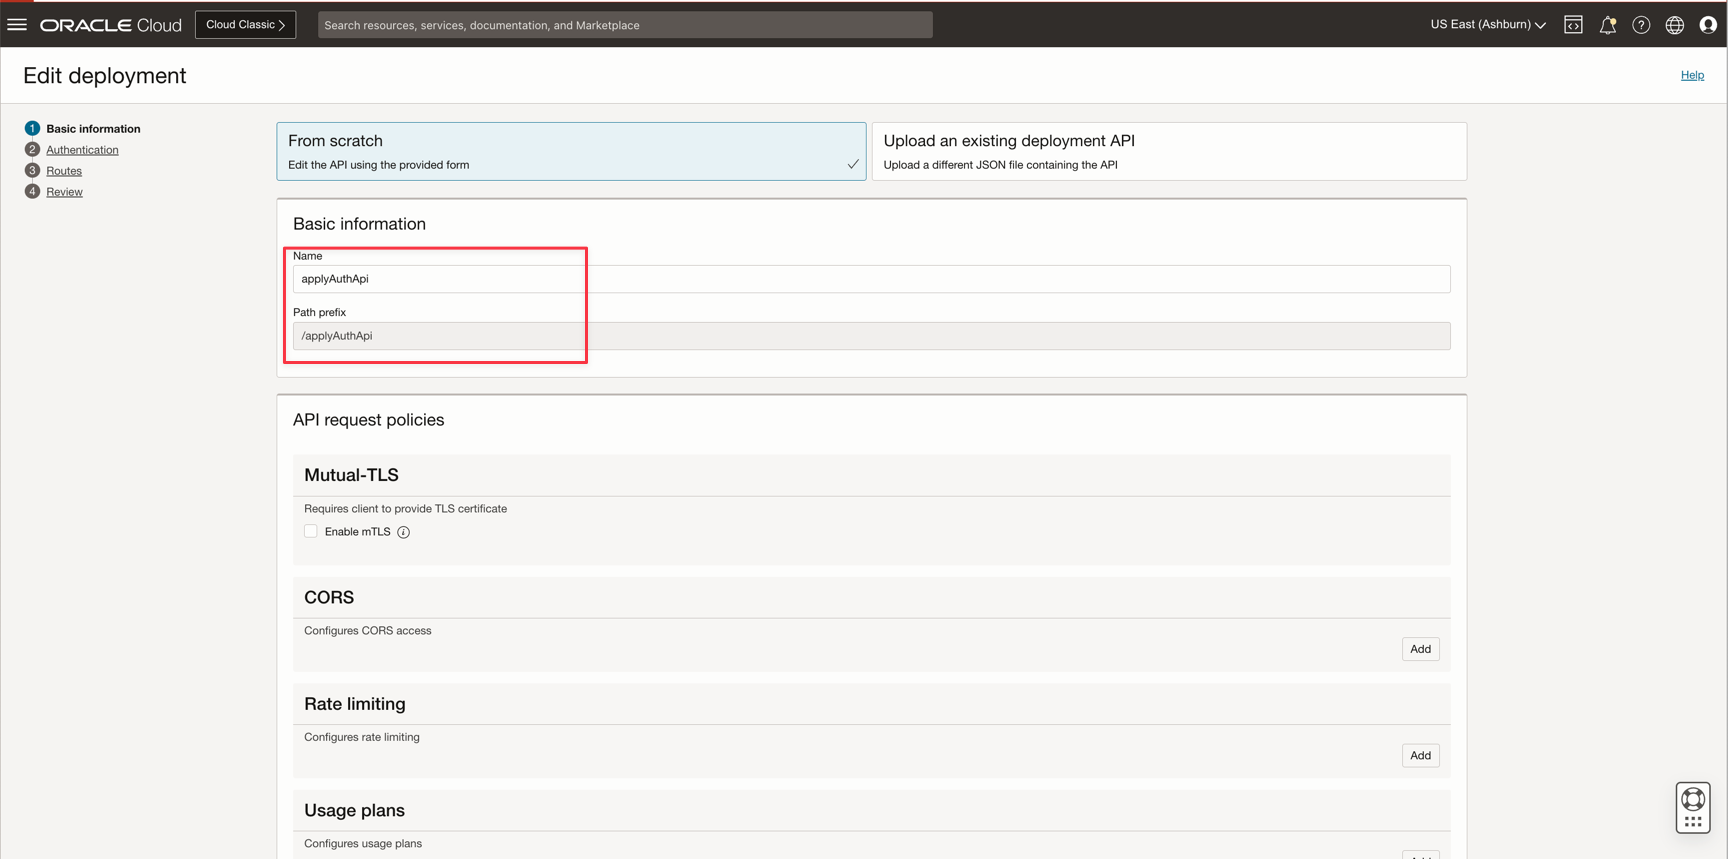 ORACLE Cloud
Cloud Classic
Search resources, services, documentation, and Marketplace
US East (Ashburn)
Edit deployment
Help
1 Basic information
2 Authentication
3 Routes
4 Review
From scratch
Edit the API using the provided form
Upload an existing deployment API
Upload a different JSON file containing the API
Basic information
Name
applyAuthApi
Path prefix
/applyAuthApi
API request policies
Mutual-TLS
Requires client to provide TLS certificate
Enable mTLS
CORS
Configures CORS access
Add
Rate limiting
Configures rate limiting
Add
Usage plans
Configures usage plans